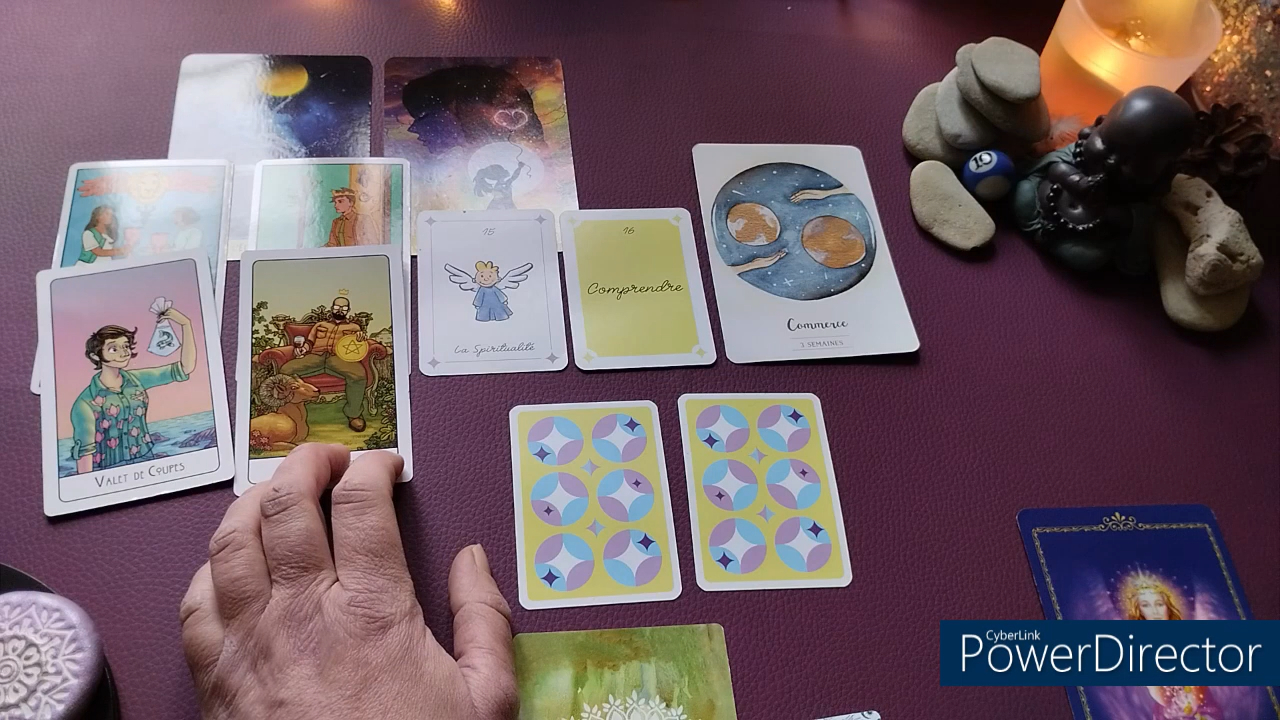 15
La Spiritualité
16
Comprendre
Commerce
3 SEMAINES
10
VALET DE COUPES
CyberLink
PowerDirector